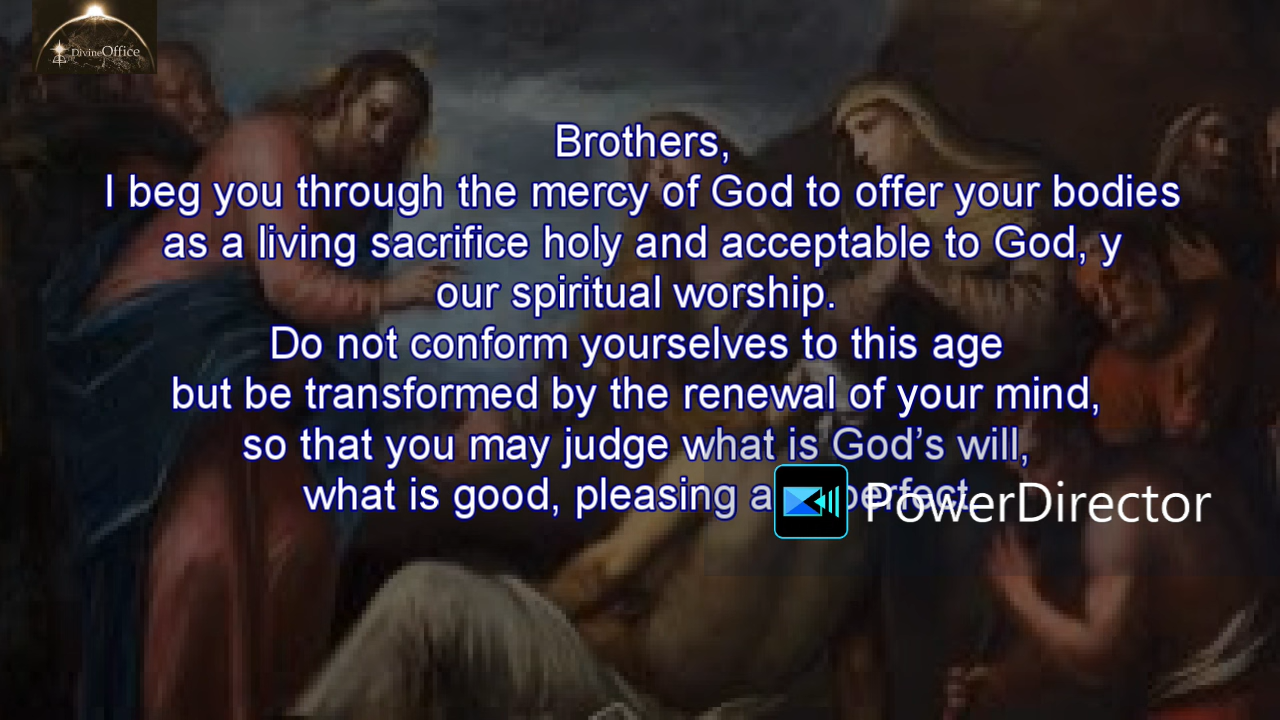 DivineOffice
Brothers,
I beg you through the mercy of God to offer your bodies
as a living sacrifice holy and acceptable to God, y
our spiritual worship.
Do not conform yourselves to this age
but be transformed by the renewal of your mind,
so that you may judge what is God’s will,
what is good, pleasing a perfect
PowerDirector